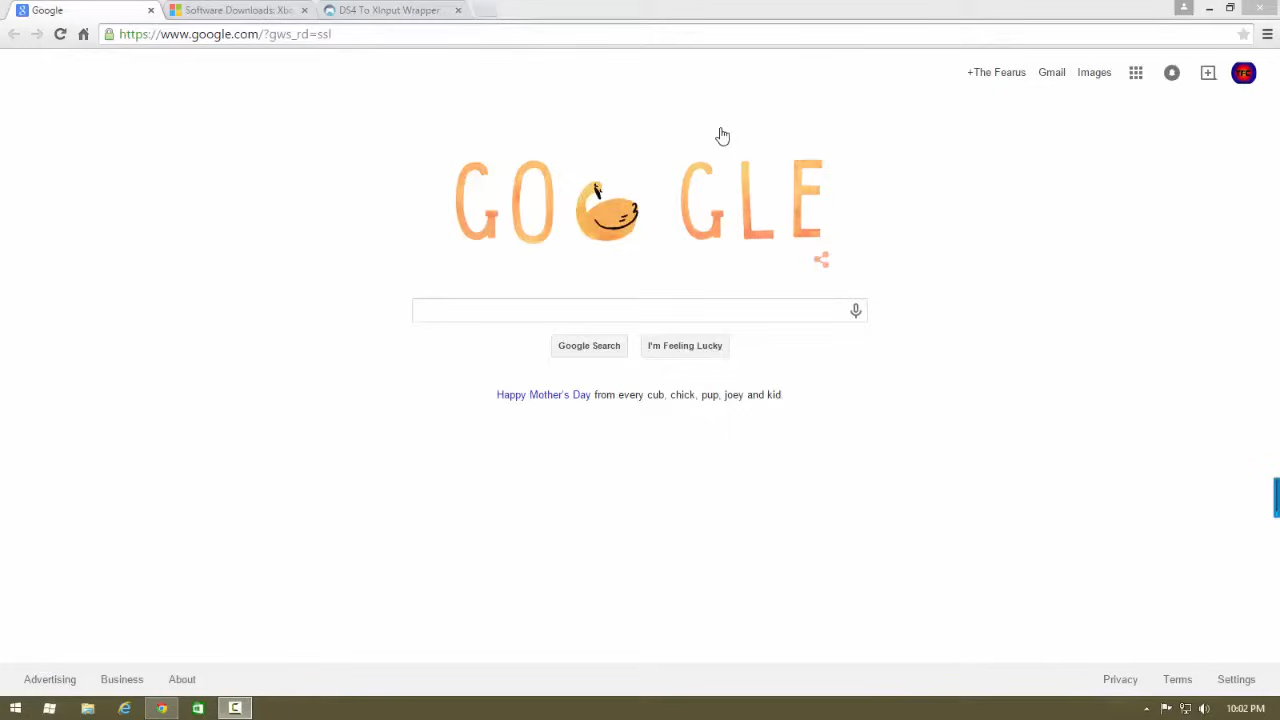 Google
Software Downloads: Xbo
DS4 To XInput Wrapper
https://www.google.com/?gws_rd=ssl
+The Fearus Gmail Images
TFC
GO GLE
Google Search
I'm Feeling Lucky
Happy Mother's Day from every cub, chick, pup, joey and kid.
Advertising Business About
Privacy Terms Settings
10:02 PM